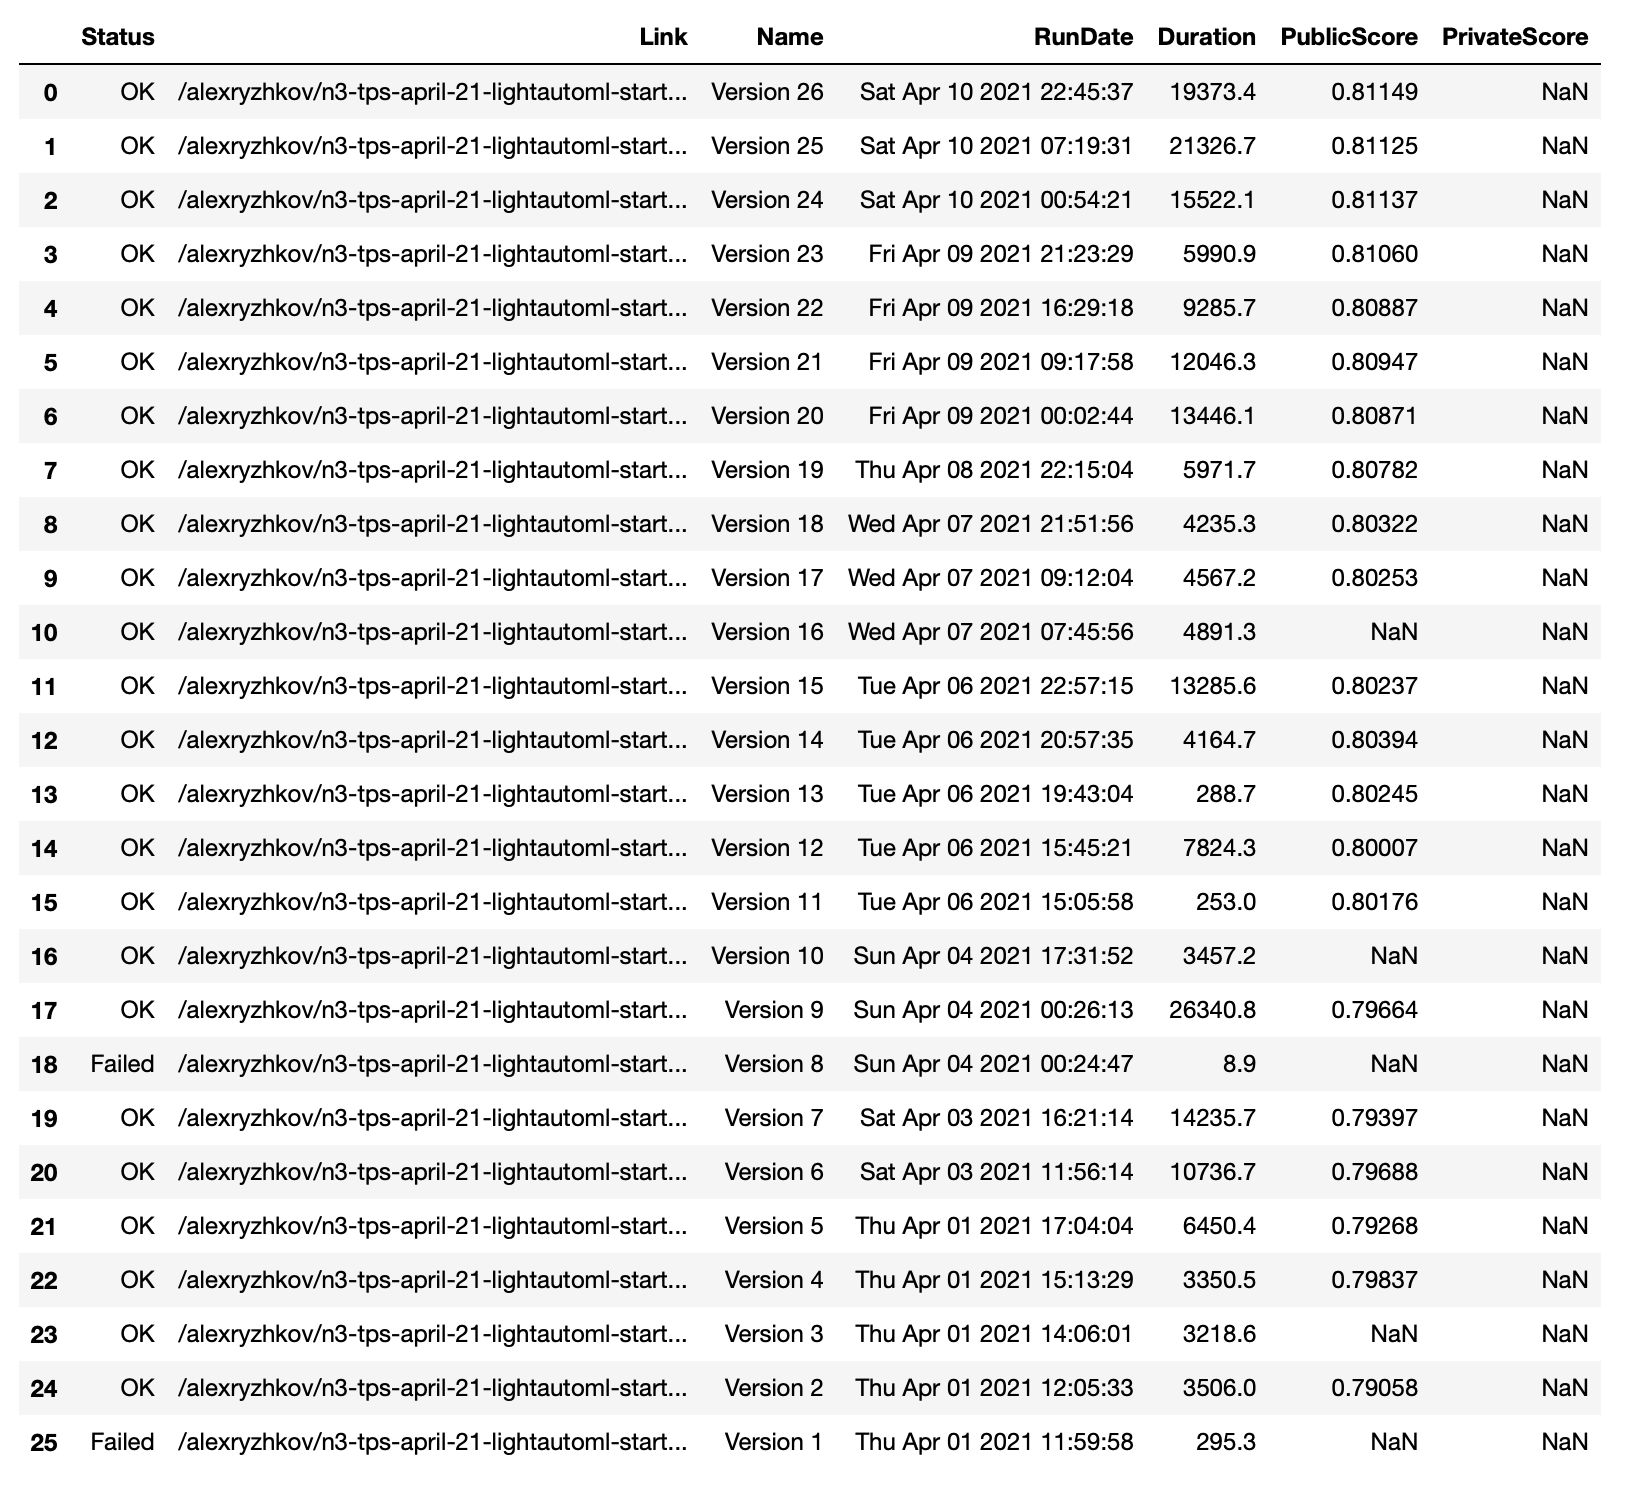 Status Link Name RunDate Duration PublicScore PrivateScore
0 OK /alexryzhkov/n3-tps-april-21-lightautoml-start... Version 26 Sat Apr 10 2021 22:45:37 19373.4 0.81149 NaN
1 OK /alexryzhkov/n3-tps-april-21-lightautoml-start... Version 25 Sat Apr 10 2021 07:19:31 21326.7 0.81125 NaN
2 OK /alexryzhkov/n3-tps-april-21-lightautoml-start... Version 24 Sat Apr 10 2021 00:54:21 15522.1 0.81137 NaN
3 OK /alexryzhkov/n3-tps-april-21-lightautoml-start... Version 23 Fri Apr 09 2021 21:23:29 5990.9 0.81060 NaN
4 OK /alexryzhkov/n3-tps-april-21-lightautoml-start... Version 22 Fri Apr 09 2021 16:29:18 9285.7 0.80887 NaN
5 OK /alexryzhkov/n3-tps-april-21-lightautoml-start... Version 21 Fri Apr 09 2021 09:17:58 12046.3 0.80947 NaN
6 OK /alexryzhkov/n3-tps-april-21-lightautoml-start... Version 20 Fri Apr 09 2021 00:02:44 13446.1 0.80871 NaN
7 OK /alexryzhkov/n3-tps-april-21-lightautoml-start... Version 19 Thu Apr 08 2021 22:15:04 5971.7 0.80782 NaN
8 OK /alexryzhkov/n3-tps-april-21-lightautoml-start... Version 18 Wed Apr 07 2021 21:51:56 4235.3 0.80322 NaN
9 OK /alexryzhkov/n3-tps-april-21-lightautoml-start... Version 17 Wed Apr 07 2021 09:12:04 4567.2 0.80253 NaN
10 OK /alexryzhkov/n3-tps-april-21-lightautoml-start... Version 16 Wed Apr 07 2021 07:45:56 4891.3 NaN NaN
11 OK /alexryzhkov/n3-tps-april-21-lightautoml-start... Version 15 Tue Apr 06 2021 22:57:15 13285.6 0.80237 NaN
12 OK /alexryzhkov/n3-tps-april-21-lightautoml-start... Version 14 Tue Apr 06 2021 20:57:35 4164.7 0.80394 NaN
13 OK /alexryzhkov/n3-tps-april-21-lightautoml-start... Version 13 Tue Apr 06 2021 19:43:04 288.7 0.80245 NaN
14 OK /alexryzhkov/n3-tps-april-21-lightautoml-start... Version 12 Tue Apr 06 2021 15:45:21 7824.3 0.80007 NaN
15 OK /alexryzhkov/n3-tps-april-21-lightautoml-start... Version 11 Tue Apr 06 2021 15:05:58 253.0 0.80176 NaN
16 OK /alexryzhkov/n3-tps-april-21-lightautoml-start... Version 10 Sun Apr 04 2021 17:31:52 3457.2 NaN NaN
17 OK /alexryzhkov/n3-tps-april-21-lightautoml-start... Version 9 Sun Apr 04 2021 00:26:13 26340.8 0.79664 NaN
18 Failed /alexryzhkov/n3-tps-april-21-lightautoml-start... Version 8 Sun Apr 04 2021 00:24:47 8.9 NaN NaN
19 OK /alexryzhkov/n3-tps-april-21-lightautoml-start... Version 7 Sat Apr 03 2021 16:21:14 14235.7 0.79397 NaN
20 OK /alexryzhkov/n3-tps-april-21-lightautoml-start... Version 6 Sat Apr 03 2021 11:56:14 10736.7 0.79688 NaN
21 OK /alexryzhkov/n3-tps-april-21-lightautoml-start... Version 5 Thu Apr 01 2021 17:04:04 6450.4 0.79268 NaN
22 OK /alexryzhkov/n3-tps-april-21-lightautoml-start... Version 4 Thu Apr 01 2021 15:13:29 3350.5 0.79837 NaN
23 OK /alexryzhkov/n3-tps-april-21-lightautoml-start... Version 3 Thu Apr 01 2021 14:06:01 3218.6 NaN NaN
24 OK /alexryzhkov/n3-tps-april-21-lightautoml-start... Version 2 Thu Apr 01 2021 12:05:33 3506.0 0.79058 NaN
25 Failed /alexryzhkov/n3-tps-april-21-lightautoml-start... Version 1 Thu Apr 01 2021 11:59:58 295.3 NaN NaN